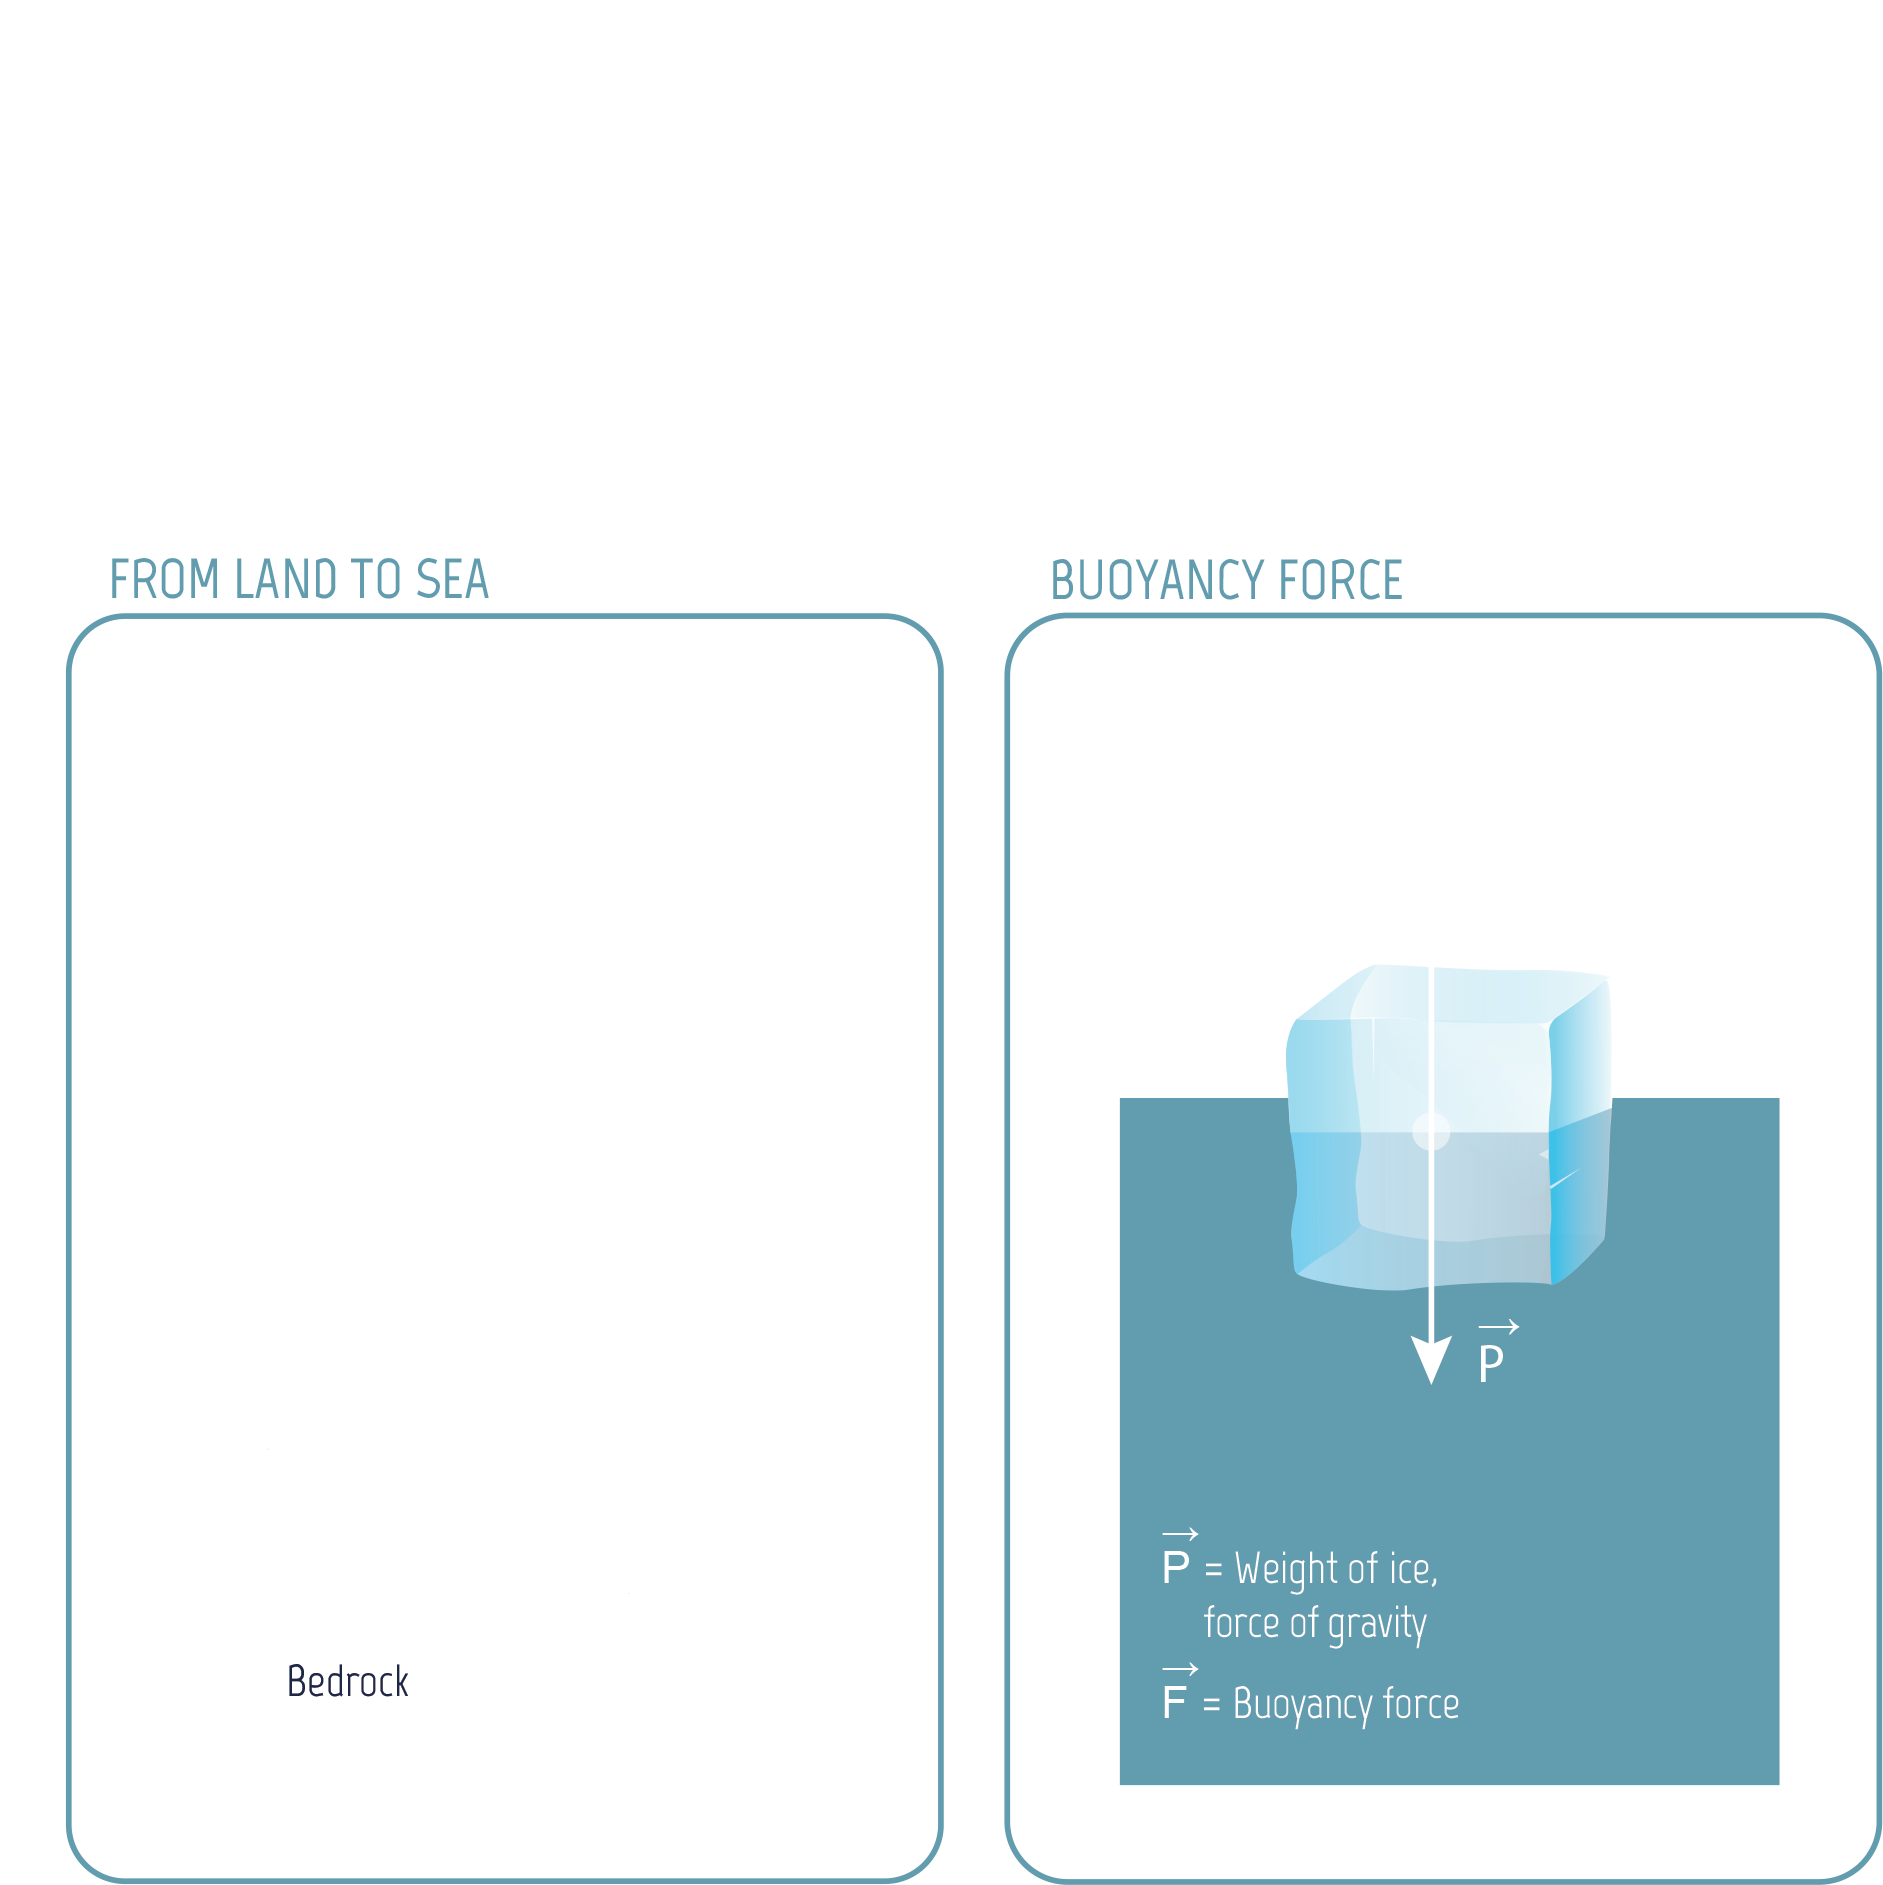 FROM LAND TO SEA
Bedrock
BUOYANCY FORCE
P
P = Weight of ice,
force of gravity
F = Buoyancy force